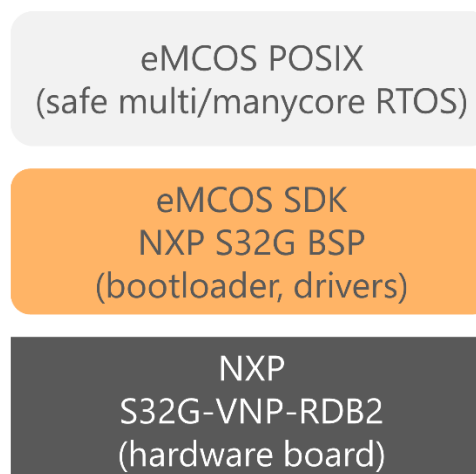 eMCOS POSIX
(safe multi/manycore RTOS)
eMCOS SDK
NXP S32G BSP
(bootloader, drivers)
NXP
S32G-VNP-RDB2
(hardware board)